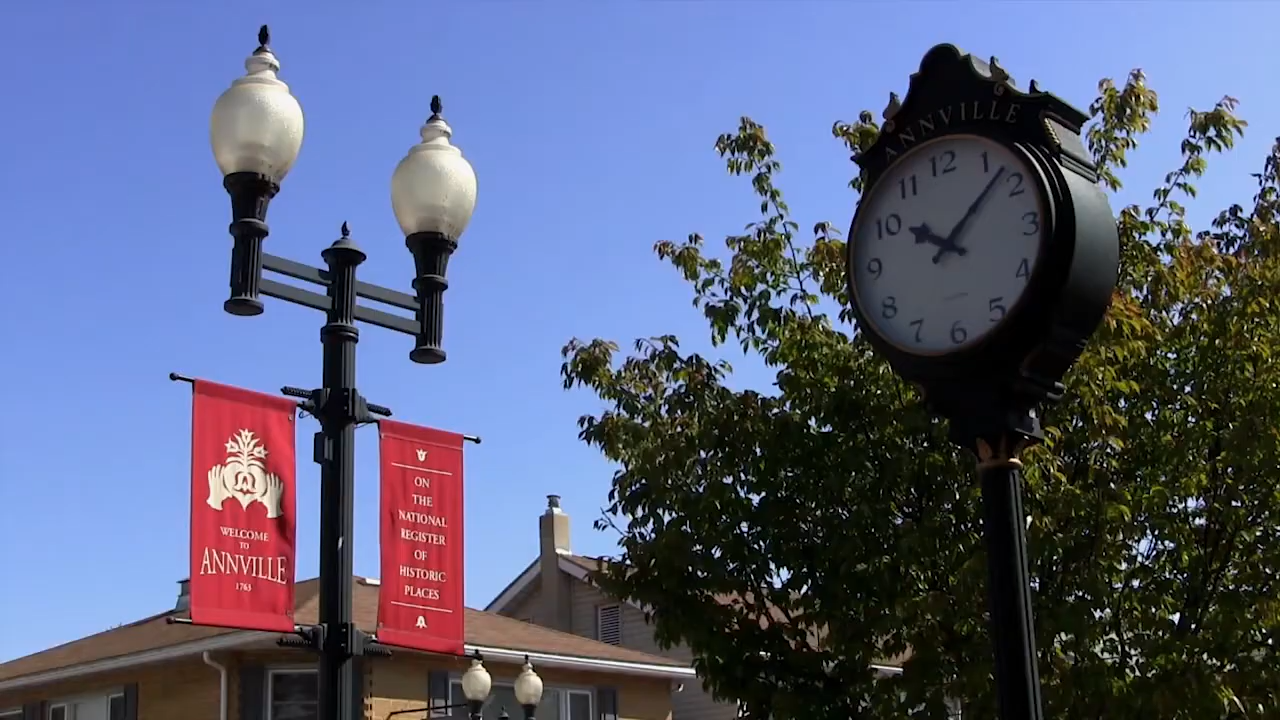 WELCOME
TO
ANNVILLE
1763
ON
THE
NATIONAL
REGISTER
OF
HISTORIC
PLACES
ANNVILLE
12
1
2
3
4
5
6
7
8
9
10
11